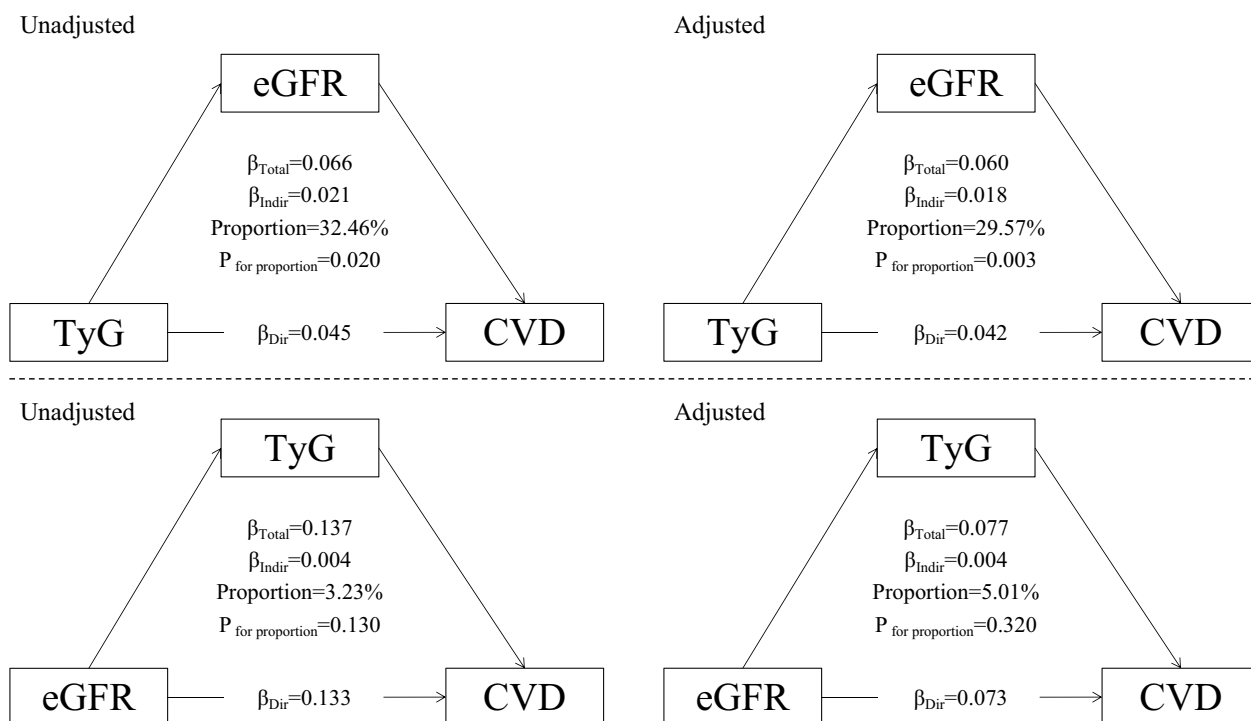 Unadjusted
eGFR
βTotal=0.066
βIndir=0.021
Proportion=32.46%
P for proportion=0.020
TyG
βDir=0.045
CVD
Adjusted
eGFR
βTotal=0.060
βIndir=0.018
Proportion=29.57%
P for proportion=0.003
TyG
βDir=0.042
CVD
Unadjusted
TyG
βTotal=0.137
βIndir=0.004
Proportion=3.23%
P for proportion=0.130
eGFR
βDir=0.133
CVD
Adjusted
TyG
βTotal=0.077
βIndir=0.004
Proportion=5.01%
P for proportion=0.320
eGFR
βDir=0.073
CVD